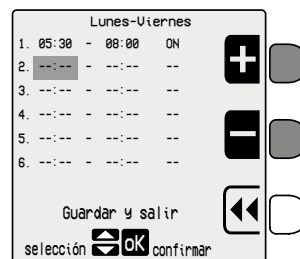 Lunes-Viernes
1. 05:30 - 08:00 ON
2. --:-- - --:-- --
3. --:-- - --:-- --
4. --:-- - --:-- --
5. --:-- - --:-- --
6. --:-- - --:-- --
Guardar y salir
selección OK confirmar